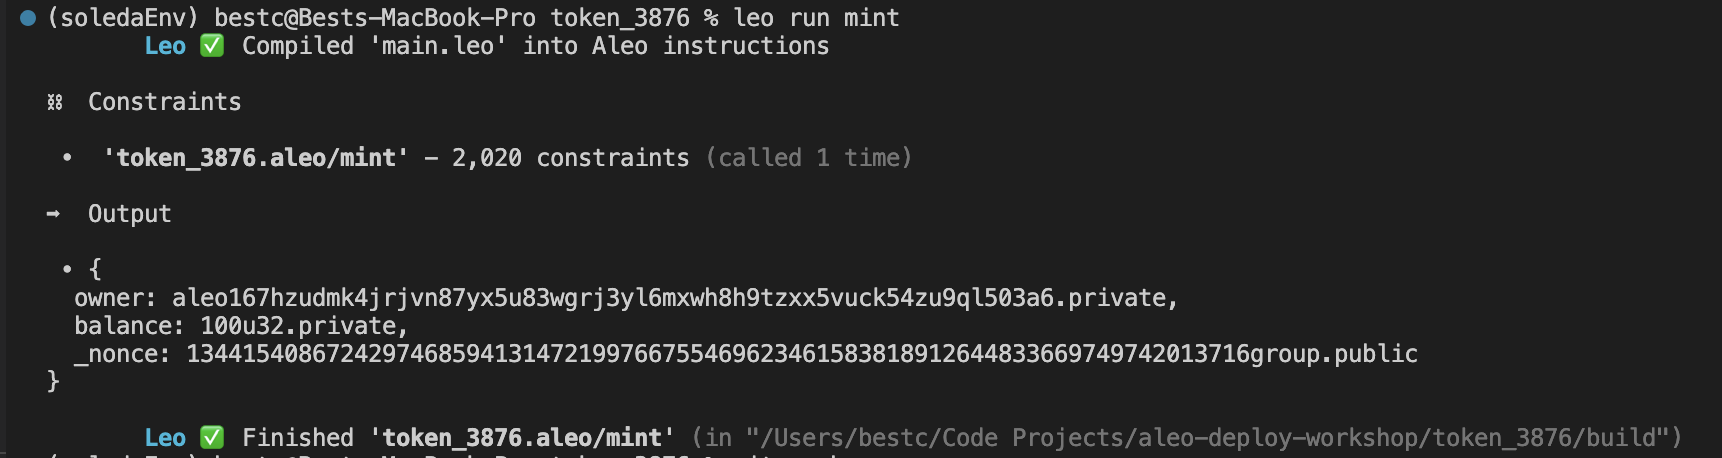 (soledaEnv) bestc@Bests-MacBook-Pro token_3876 % leo run mint
Leo ✅ Compiled 'main.leo' into Aleo instructions
⛓ Constraints
• 'token_3876.aleo/mint' – 2,020 constraints (called 1 time)
➡ Output
• {
owner: aleo167hzudmk4jrjvn87yx5u83wgrj3yl6mxwh8h9tzxx5vuck54zu9ql503a6.private,
balance: 100u32.private,
_nonce: 1344154086724297468594131472199766755469623461583818912644833669749742013716group.public
}
Leo ✅ Finished 'token_3876.aleo/mint' (in "/Users/bestc/Code Projects/aleo-deploy-workshop/token_3876/build")